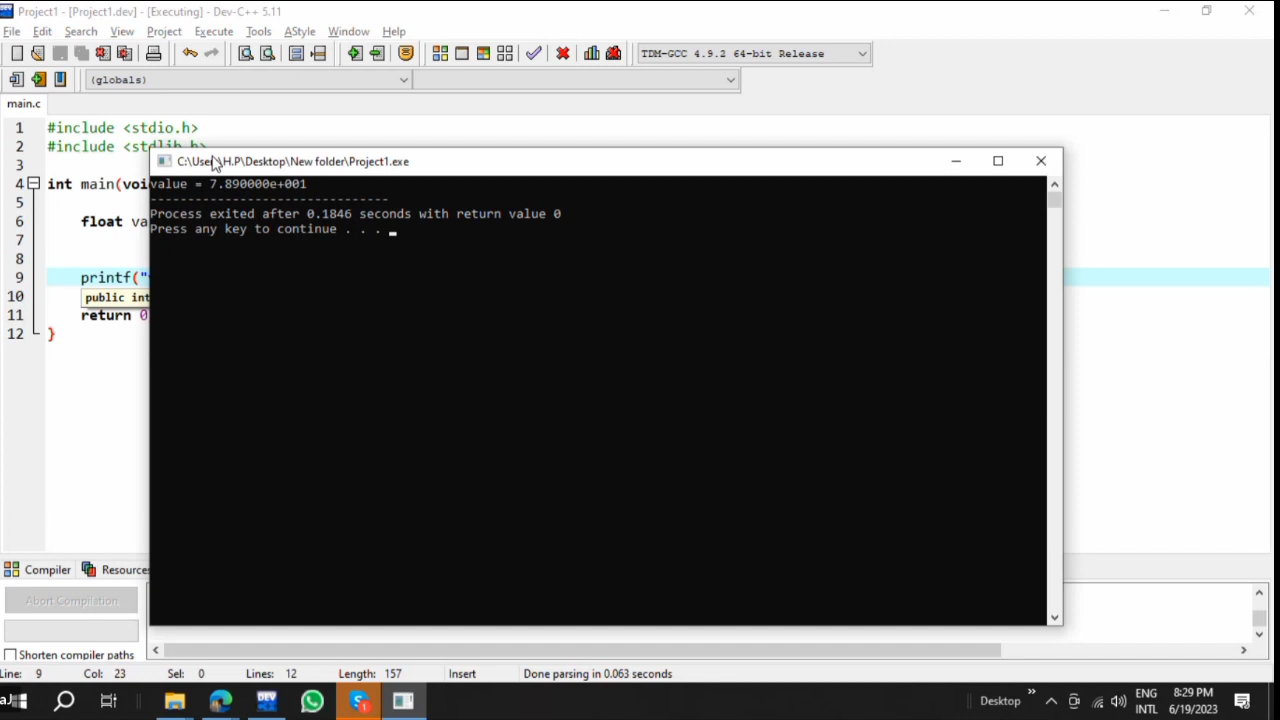 Project1 - [Project1.dev] - [Executing] - Dev-C++ 5.11
File Edit Search View Project Execute Tools AStyle Window Help
TDM-GCC 4.9.2 64-bit Release
(globals)
main.c
1 #include <stdio.h>
2 #include <stdlib.h>
3
C:\Users\H.P\Desktop\New folder\Project1.exe
4 int main(voi
value = 7.890000e+001
--------------------------------
5
Process exited after 0.1846 seconds with return value 0
6 float va
Press any key to continue . . .
7
8
9 printf("
10 public int
11 return 0
12 }
Compiler Resources
Abort Compilation
Shorten compiler paths
Line: 9 Col: 23 Sel: 0 Lines: 12 Length: 157 Insert Done parsing in 0.063 seconds
DEV Desktop ENG INTL 8:29 PM 6/19/2023